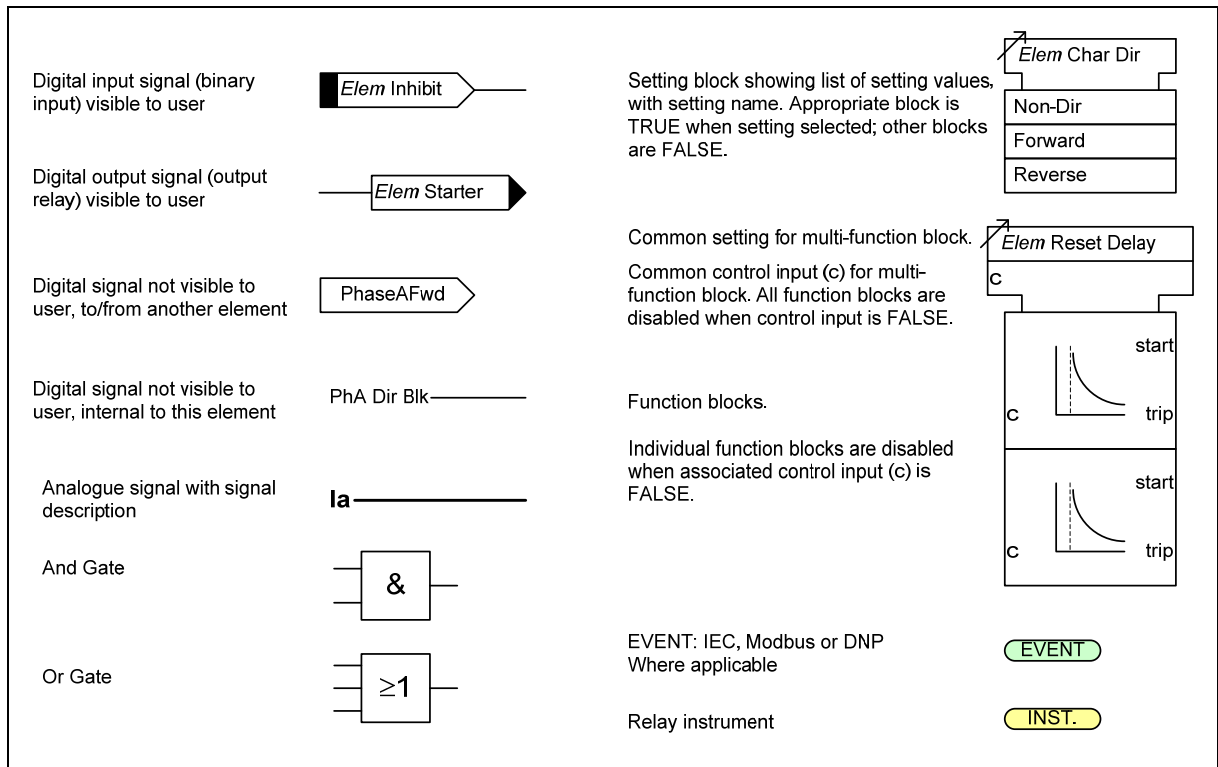 Digital input signal (binary
input) visible to user
Elem Inhibit
Digital output signal (output
relay) visible to user
Elem Starter
Digital signal not visible to
user, to/from another element
PhaseAFwd
Digital signal not visible to
user, internal to this element
PhA Dir Blk
Analogue signal with signal
description
Ia
And Gate
&
Or Gate
≥1
Setting block showing list of setting values,
with setting name. Appropriate block is
TRUE when setting selected; other blocks
are FALSE.
Elem Char Dir
Non-Dir
Forward
Reverse
Common setting for multi-function block.
Elem Reset Delay
Common control input (c) for multi-
function block. All function blocks are
disabled when control input is FALSE.
c
Function blocks.
start
c
trip
Individual function blocks are disabled
when associated control input (c) is
FALSE.
start
c
trip
EVENT: IEC, Modbus or DNP
Where applicable
EVENT
Relay instrument
INST.